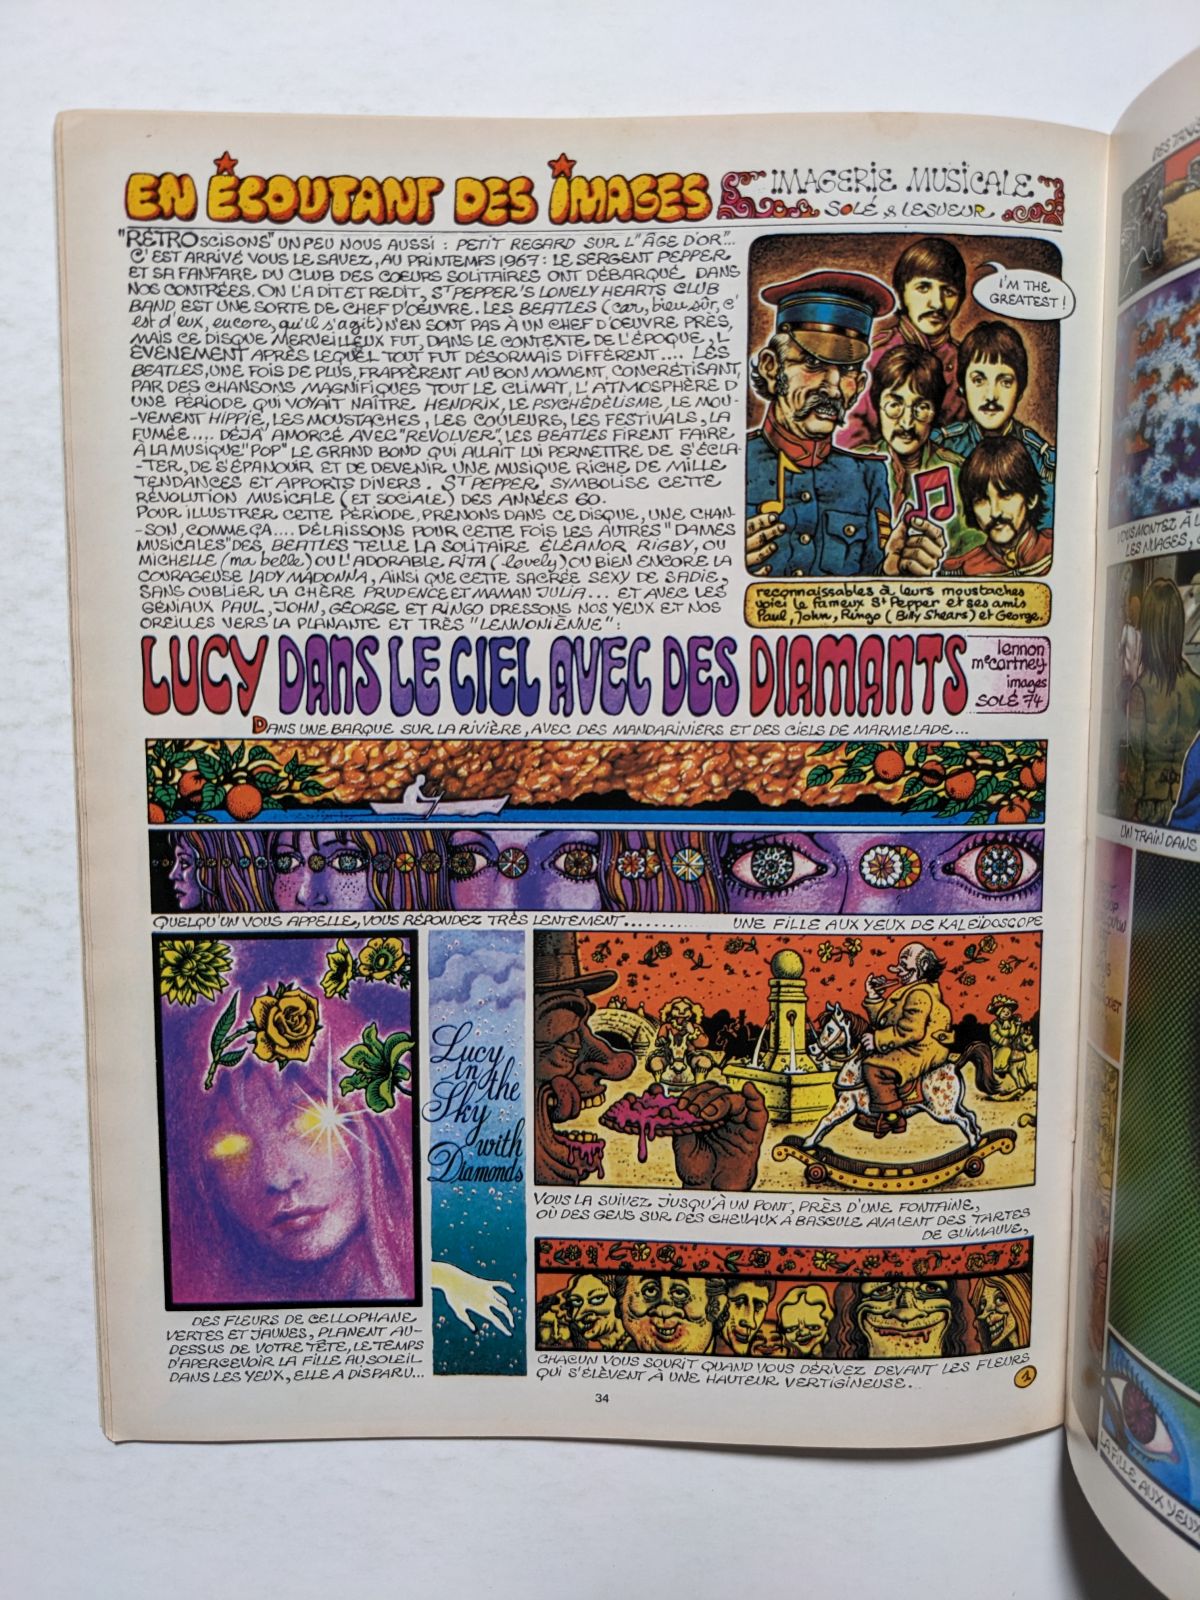 EN ÉCOUTANT DES IMAGES
IMAGERIE MUSICALE
SOLÉ & LESUEUR
"RÉTROSCISONS" UN PEU NOUS AUSSI : PETIT REGARD SUR L'"ÂGE D'OR"...
C'EST ARRIVÉ VOUS LE SAVEZ, AU PRINTEMPS 1967 : LE SERGENT PEPPER
ET SA FANFARE DU CLUB DES COEURS SOLITAIRES ONT DÉBARQUÉ DANS
NOS CONTRÉES. ON L'A DIT ET REDIT, ST PEPPER'S LONELY HEARTS CLUB
BAND EST UNE SORTE DE CHEF D'OEUVRE. LES BEATLES (car, bien sûr, c'
est d'eux, encore, qu'il s'agit) N'EN SONT PAS À UN CHEF D'OEUVRE PRÈS,
MAIS CE DISQUE MERVEILLEUX FUT, DANS LE CONTEXTE DE L'ÉPOQUE, L'
ÉVÉNEMENT APRÈS LEQUEL TOUT FUT DÉSORMAIS DIFFÉRENT.... LES
BEATLES, UNE FOIS DE PLUS, FRAPPÈRENT AU BON MOMENT, CONCRÉTISANT,
PAR DES CHANSONS MAGNIFIQUES TOUT LE CLIMAT, L'ATMOSPHÈRE D'
UNE PÉRIODE QUI VOYAIT NAÎTRE HENDRIX, LE PSYCHÉDÉLISME, LE MOU-
-VEMENT HIPPIE, LES MOUSTACHES, LES COULEURS, LES FESTIVALS, LA
FUMÉE.... DÉJÀ AMORCÉ AVEC "REVOLVER", LES BEATLES FIRENT FAIRE
À LA MUSIQUE "POP" LE GRAND BOND QUI ALLAIT LUI PERMETTRE DE S'ÉCLA-
-TER, DE S'ÉPANOUIR ET DE DEVENIR UNE MUSIQUE RICHE DE MILLE
TENDANCES ET APPORTS DIVERS. ST PEPPER SYMBOLISE CETTE
RÉVOLUTION MUSICALE (ET SOCIALE) DES ANNÉES 60.
POUR ILLUSTRER CETTE PÉRIODE, PRENONS DANS CE DISQUE, UNE CHAN-
-SON, COMME ÇA.... DÉLAISSONS POUR CETTE FOIS LES AUTRES "DAMES
MUSICALES" DES BEATLES TELLE LA SOLITAIRE ÉLÉANOR RIGBY, OU
MICHELLE (ma belle) OU L'ADORABLE RITA (lovely) OU BIEN ENCORE LA
COURAGEUSE LADY MADONNA, AINSI QUE CETTE SACRÉE SEXY DE SADIE,
SANS OUBLIER LA CHÈRE PRUDENCE ET MAMAN JULIA... ET AVEC LES
GÉNIAUX PAUL, JOHN, GEORGE ET RINGO DRESSONS NOS YEUX ET NOS
OREILLES VERS LA PLANANTE ET TRÈS "LENNONIENNE" :
I'M THE
GREATEST !
reconnaissables à leurs moustaches
voici le fameux St Pepper et ses amis
Paul, John, Ringo (Billy Shears) et George.
LUCY DANS LE CIEL AVEC DES DIAMANTS
lennon
mccartney
images
SOLÉ 74
DANS UNE BARQUE SUR LA RIVIÈRE, AVEC DES MANDARINIERS ET DES CIELS DE MARMELADE...
QUELQU'UN VOUS APPELLE, VOUS RÉPONDEZ TRÈS LENTEMENT.......... UNE FILLE AUX YEUX DE KALEÏDOSCOPE
Lucy
in
the
Sky
with
Diamonds
VOUS LA SUIVEZ JUSQU'À UN PONT, PRÈS D'UNE FONTAINE,
OÙ DES GENS SUR DES CHEVAUX À BASCULE AVALENT DES TARTES
DE GUIMAUVE,
DES FLEURS DE CELLOPHANE
VERTES ET JAUNES, PLANENT AU-
DESSUS DE VOTRE TÊTE, LE TEMPS
D'APERCEVOIR LA FILLE AU SOLEIL
DANS LES YEUX, ELLE A DISPARU...
CHACUN VOUS SOURIT QUAND VOUS DÉRIVEZ DEVANT LES FLEURS
QUI S'ÉLÈVENT À UNE HAUTEUR VERTIGINEUSE.
1
34
VOUS MONTEZ À
LES NUAGES,
UN TRAIN DANS
LA FILLE AUX YEUX